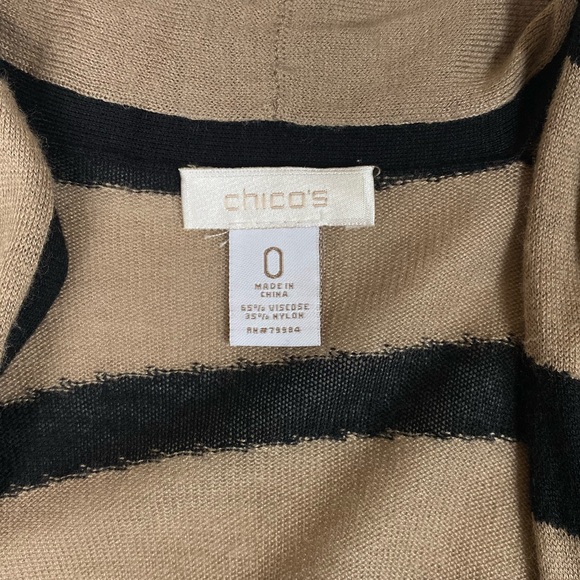 chico's
0
MADE IN
CHINA
65% VISCOSE
35% NYLON
RN#79984